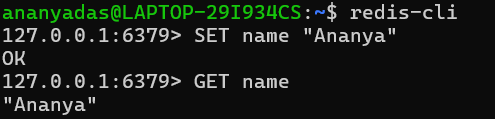 ananyadas@LAPTOP-29I934CS:~$ redis-cli
127.0.0.1:6379> SET name "Ananya"
OK
127.0.0.1:6379> GET name
"Ananya"